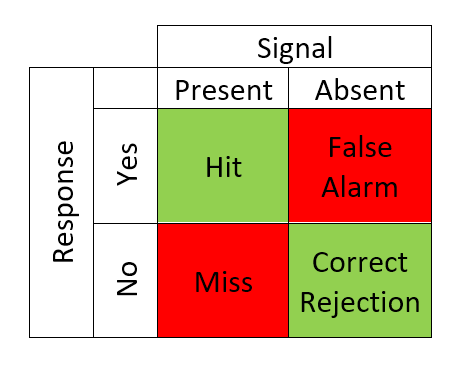 Signal
Present Absent
Response
Yes
Hit
False
Alarm
No
Miss
Correct
Rejection